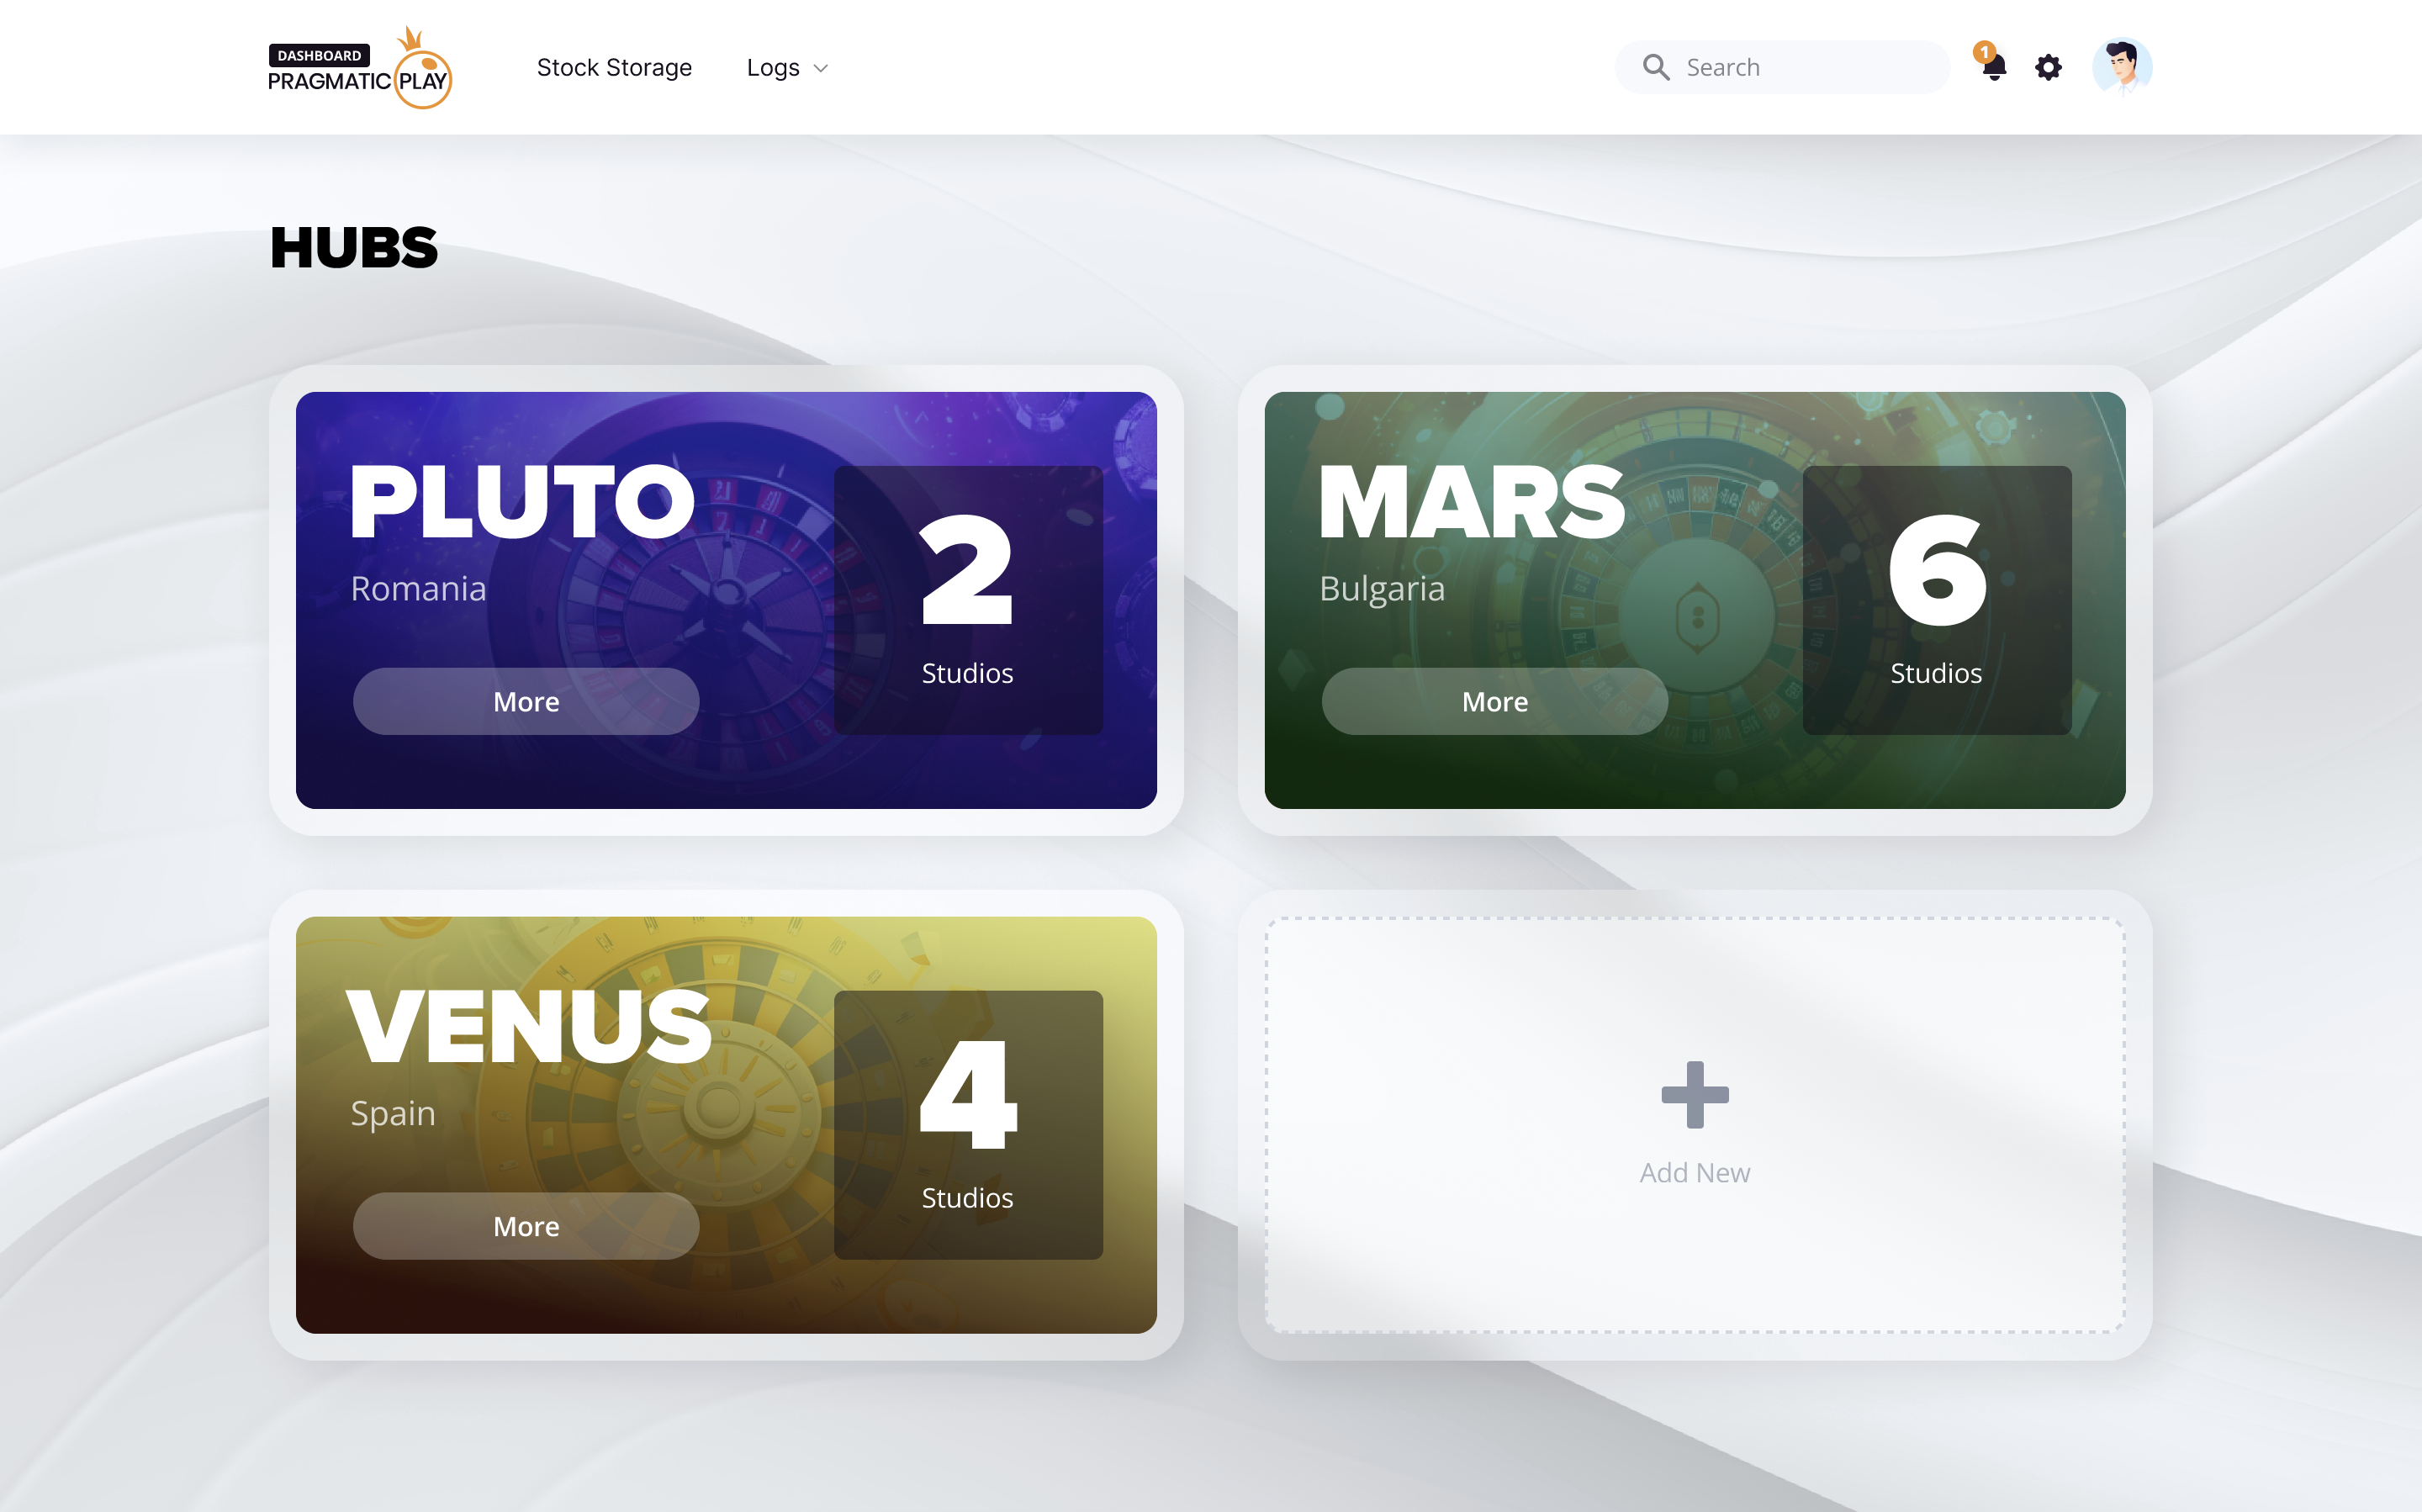 DASHBOARD
PRAGMATIC PLAY
Stock Storage
Logs
Search
1
HUBS
PLUTO
Romania
More
2
Studios
MARS
Bulgaria
More
6
Studios
VENUS
Spain
More
4
Studios
Add New